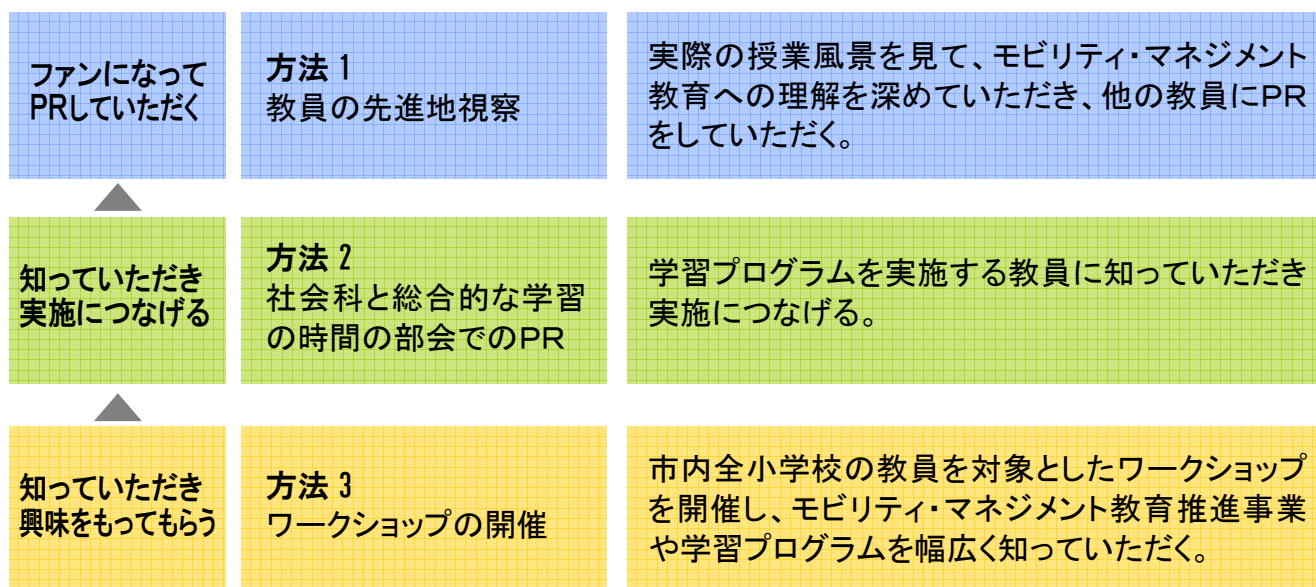 ファンになって
PRしていただく
方法 1
教員の先進地視察
実際の授業風景を見て、モビリティ・マネジメント
教育への理解を深めていただき、他の教員にPR
をしていただく。
知っていただき
実施につなげる
方法 2
社会科と総合的な学習
の時間の部会でのPR
学習プログラムを実施する教員に知っていただき
実施につなげる。
知っていただき
興味をもってもらう
方法 3
ワークショップの開催
市内全小学校の教員を対象としたワークショップ
を開催し、モビリティ・マネジメント教育推進事業
や学習プログラムを幅広く知っていただく。